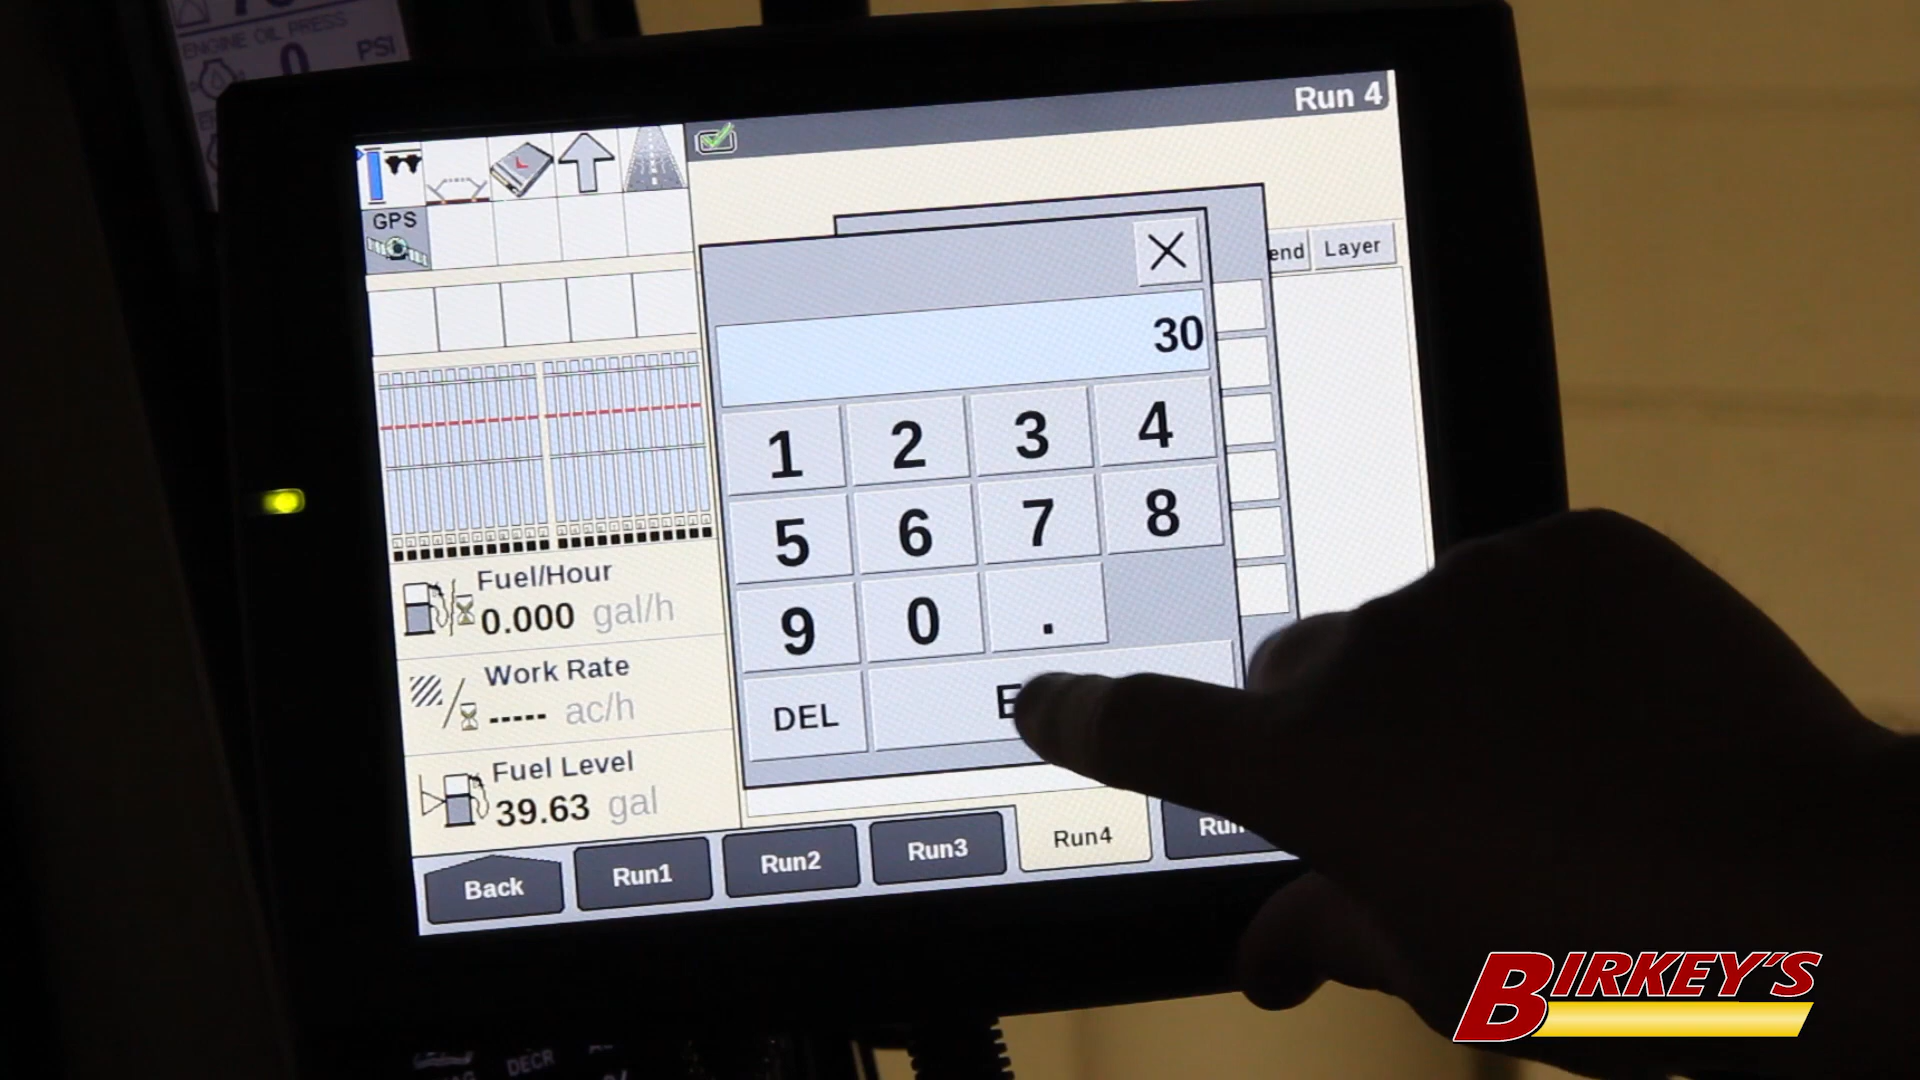 ENGINE OIL PRESS
0 PSI
Run 4
GPS
Layer
30
1 2 3 4
5 6 7 8
9 0 .
DEL
Fuel/Hour
0.000 gal/h
Work Rate
----- ac/h
Fuel Level
39.63 gal
Back Run1 Run2 Run3 Run4
DECR
BIRKEY'S